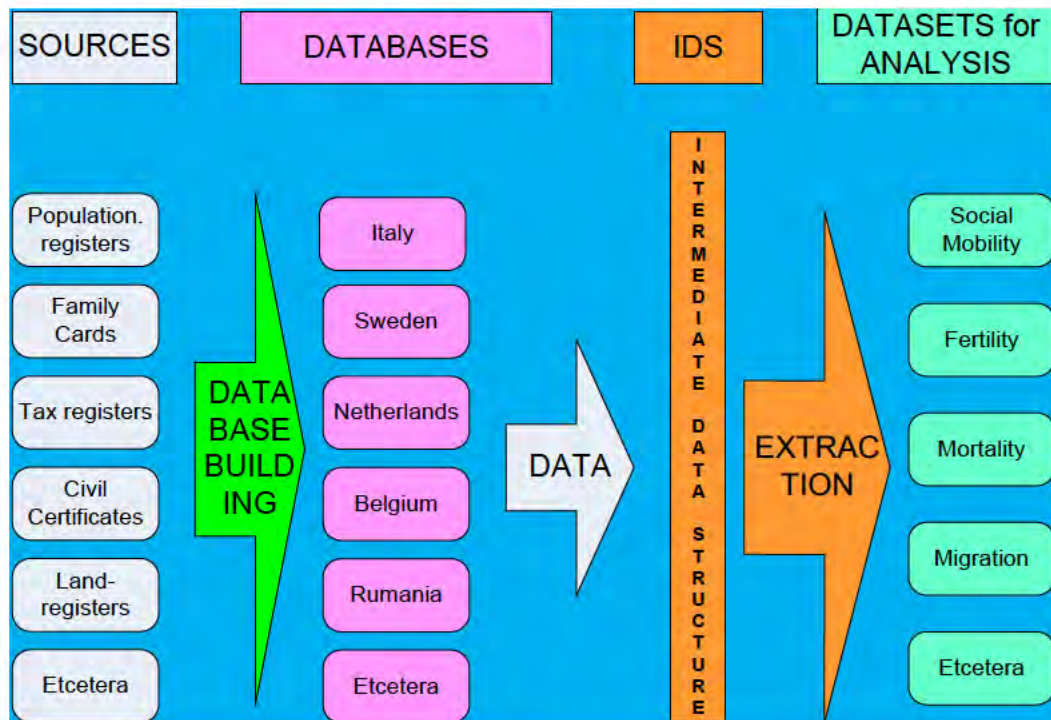 SOURCES
DATABASES
IDS
DATASETS for
ANALYSIS
Population.
registers
Family
Cards
Tax registers
Civil
Certificates
Land-
registers
Etcetera
DATA
BASE
BUILD
ING
Italy
Sweden
Netherlands
Belgium
Rumania
Etcetera
DATA
INTERMEDIATE DATA STRUCTURE
EXTRAC
TION
Social
Mobility
Fertility
Mortality
Migration
Etcetera